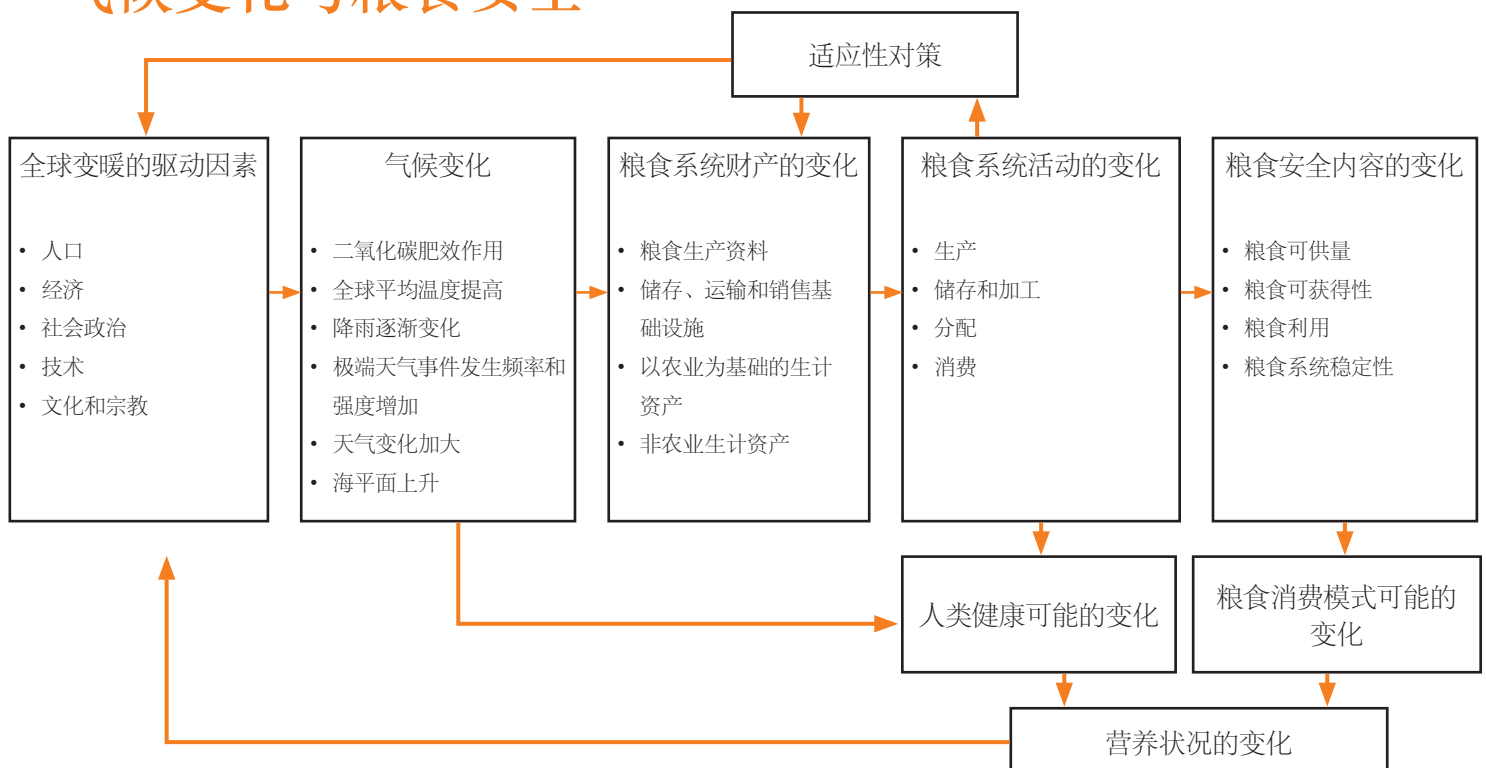 气候变化与粮食安全
适应性对策
全球变暖的驱动因素
• 人口
• 经济
• 社会政治
• 技术
• 文化和宗教
气候变化
• 二氧化碳肥效作用
• 全球平均温度提高
• 降雨逐渐变化
• 极端天气事件发生频率和
强度增加
• 天气变化加大
• 海平面上升
粮食系统财产的变化
• 粮食生产资料
• 储存、运输和销售基
础设施
• 以农业为基础的生计
资产
• 非农业生计资产
粮食系统活动的变化
• 生产
• 储存和加工
• 分配
• 消费
粮食安全内容的变化
• 粮食可供量
• 粮食可获得性
• 粮食利用
• 粮食系统稳定性
人类健康可能的变化
粮食消费模式可能的
变化
营养状况的变化